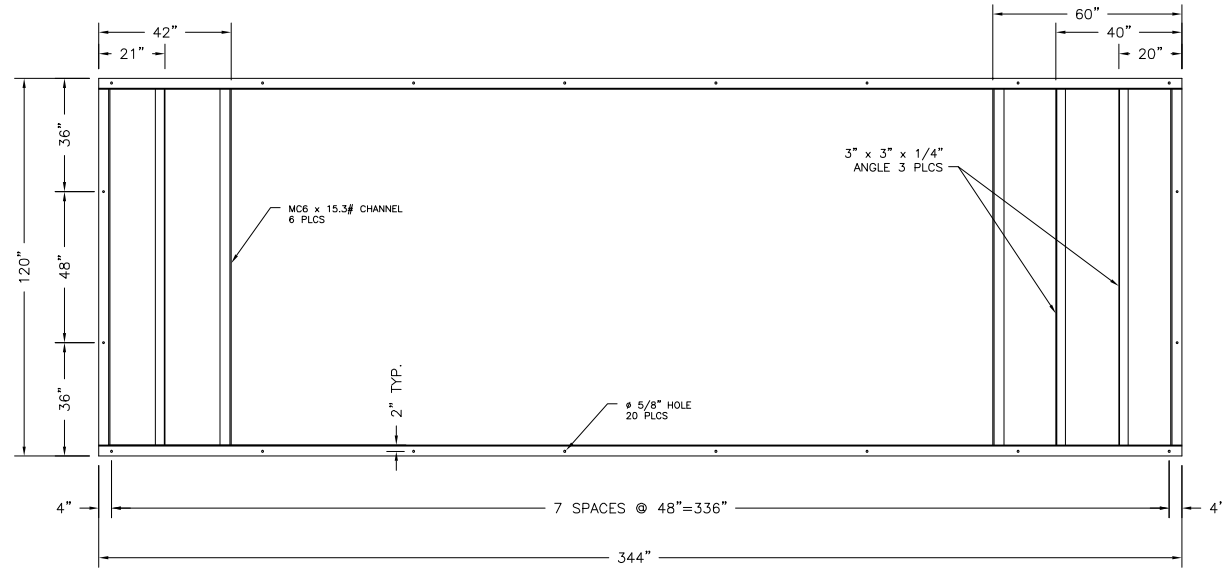 60"
42"
40"
21"
20"
36"
3" x 3" x 1/4"
ANGLE 3 PLCS
MC6 x 15.3# CHANNEL
6 PLCS
120"
48"
36"
2" TYP.
ø 5/8" HOLE
20 PLCS
4"
7 SPACES @ 48"=336"
4'
344"